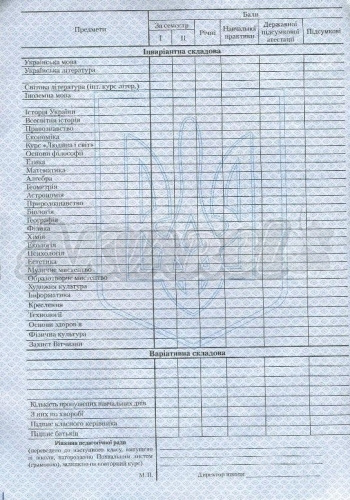 Бали
Предмети
За семестр
Річні
Навчальна практика
Державної підсумкової атестації
Підсумкові
I
II
Інваріантна складова
Українська мова
Українська література
Світова література (інт. курс літер.)
Іноземна мова
Історія України
Всесвітня історія
Правознавство
Економіка
Курс «Людина і світ»
Основи філософії
Етика
Математика
Алгебра
Геометрія
Астрономія
Природознавство
Біологія
Географія
Фізика
Хімія
Екологія
Психологія
Естетика
Музичне мистецтво
Образотворче мистецтво
Художня культура
Інформатика
Креслення
Технології
Основи здоров'я
Фізична культура
Захист Вітчизни
Варіативна складова
Кількість пропущених навчальних днів
З них по хворобі
Підпис класного керівника
Підпис батьків
Рішення педагогічної ради
(переведено до наступного класу, випущено
зі школи, нагороджено Похвальним листом
(грамотою), залишено на повторний курс)
М.П.
Директор школи